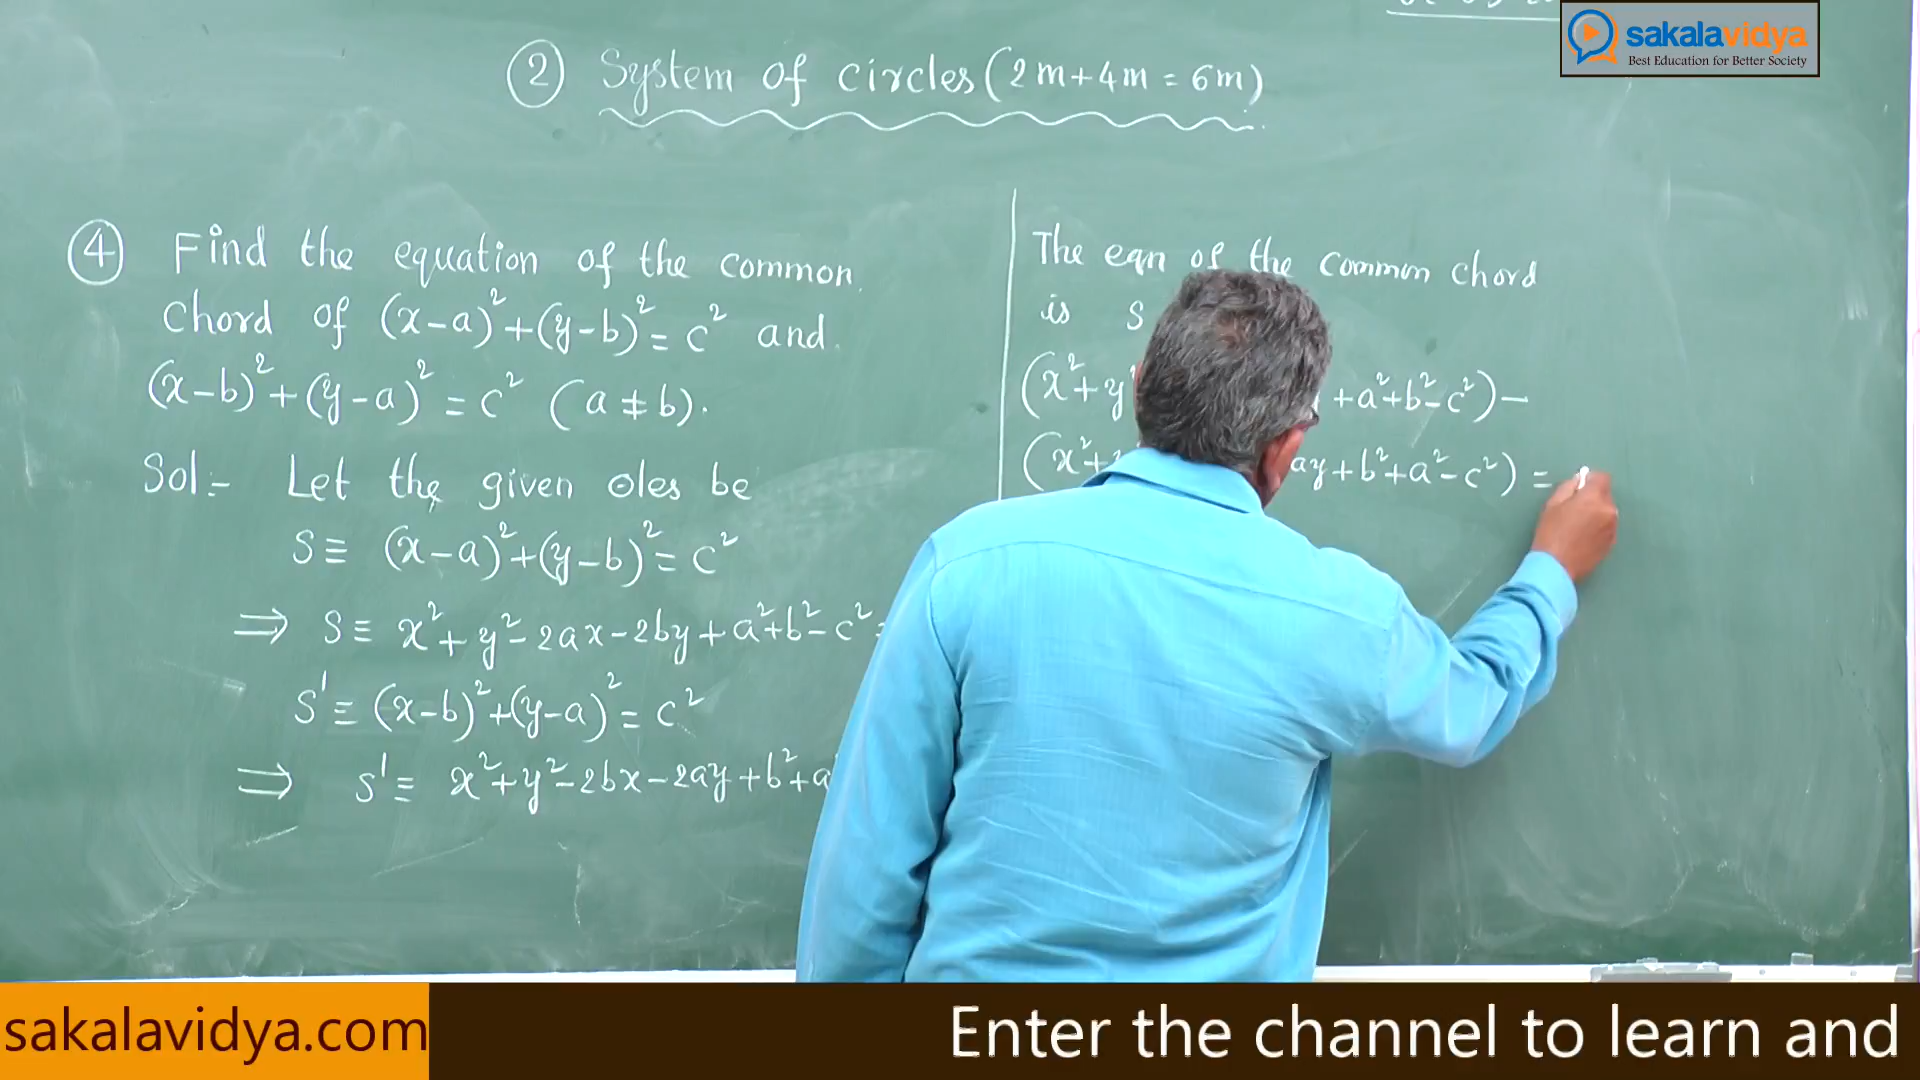 sakalavidya
Best Education for Better Society
② System of circles (2m+4m = 6m)
④ Find the equation of the common
chord of (x-a)²+(y-b)² = c² and
(x-b)²+(y-a)² = c² (a ≠ b).
Sol:- Let the given oles be
S ≡ (x-a)²+(y-b)² = c²
⇒ S ≡ x²+y²-2ax-2by+a²+b²-c² =
S' ≡ (x-b)²+(y-a)² = c²
⇒ S' ≡ x²+y²-2bx-2ay+b²+a
The eqn of the common chord
is S
(x²+y +a²+b²-c²)-
(x²+ ay+b²+a²-c²) =
sakalavidya.com
Enter the channel to learn and